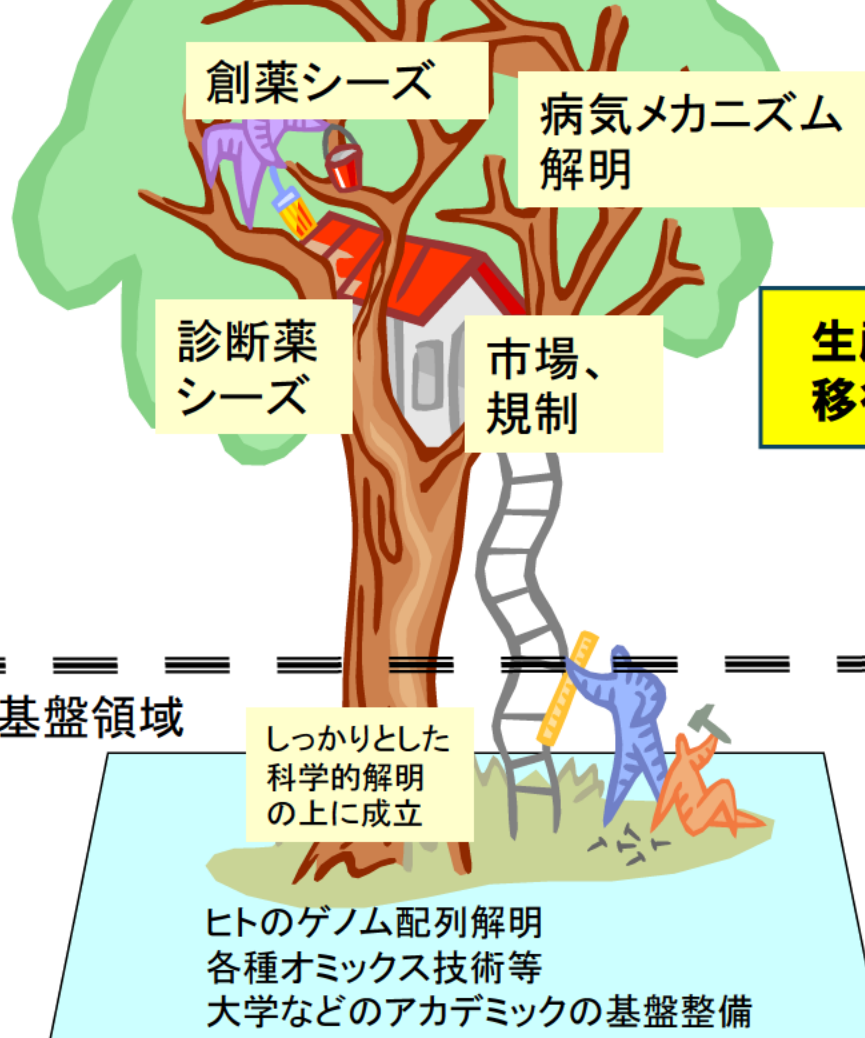 創薬シーズ
病気メカニズム
解明
診断薬
シーズ
市場、
規制
生
移
基盤領域
しっかりとした
科学的解明
の上に成立
ヒトのゲノム配列解明
各種オミックス技術等
大学などのアカデミックの基盤整備